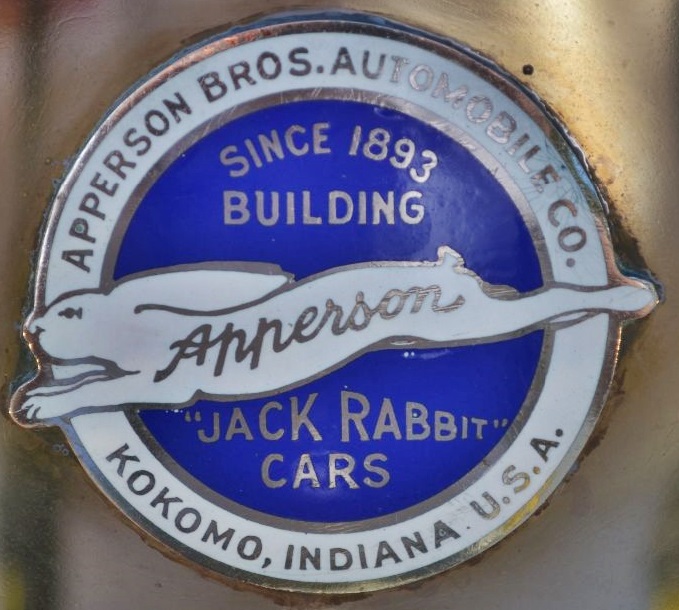 APPERSON BROS. AUTOMOBILE CO.
SINCE 1893
BUILDING
Apperson
"JACK RABBIT"
CARS
KOKOMO, INDIANA U.S.A.